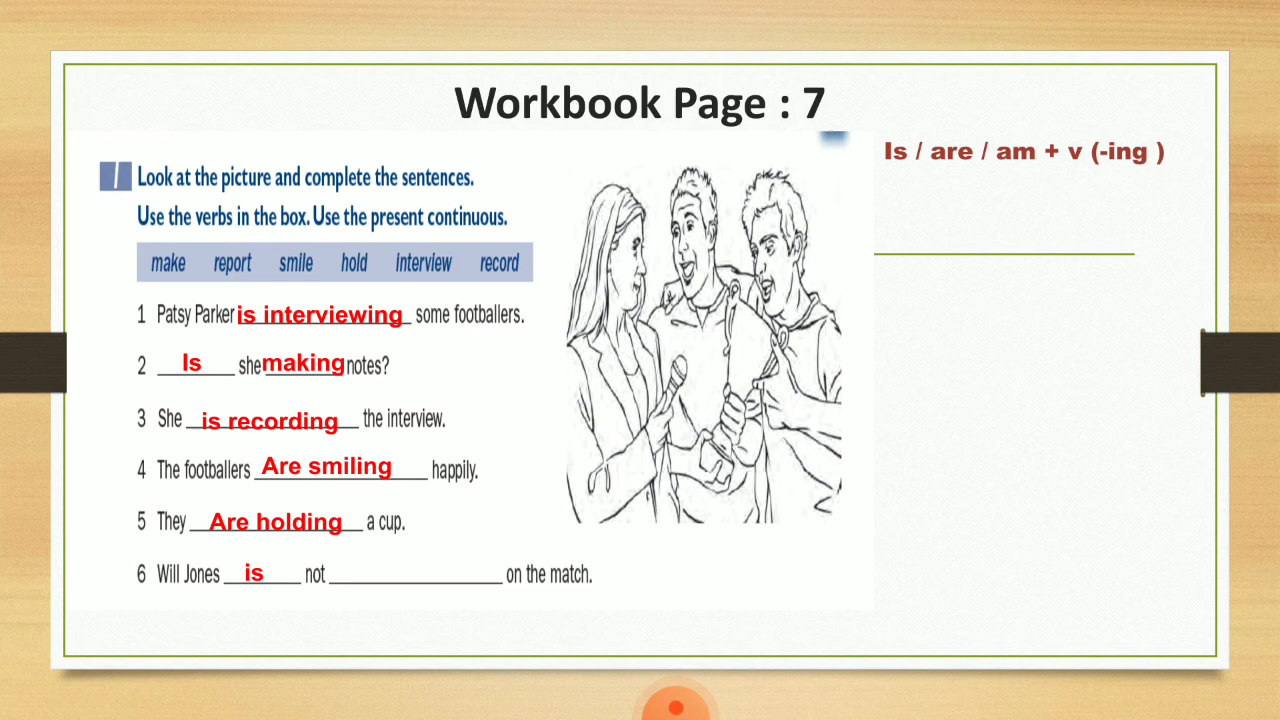 Workbook Page : 7
Is / are / am + v (-ing )
1 Look at the picture and complete the sentences.
Use the verbs in the box. Use the present continuous.
make report smile hold interview record
1 Patsy Parker is interviewing some footballers.
2 Is she making notes?
3 She is recording the interview.
4 The footballers Are smiling happily.
5 They Are holding a cup.
6 Will Jones is not ____________ on the match.